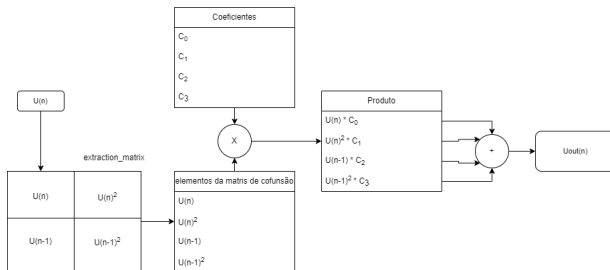 Coeficientes
C₀
C₁
C₂
C₃
U(n)
X
Produto
U(n) * C₀
U(n)² * C₁
U(n-1) * C₂
U(n-1)² * C₃
+
Uout(n)
extraction_matrix
U(n) U(n)²
U(n-1) U(n-1)²
elementos da matris de cofunsão
U(n)
U(n)²
U(n-1)
U(n-1)²